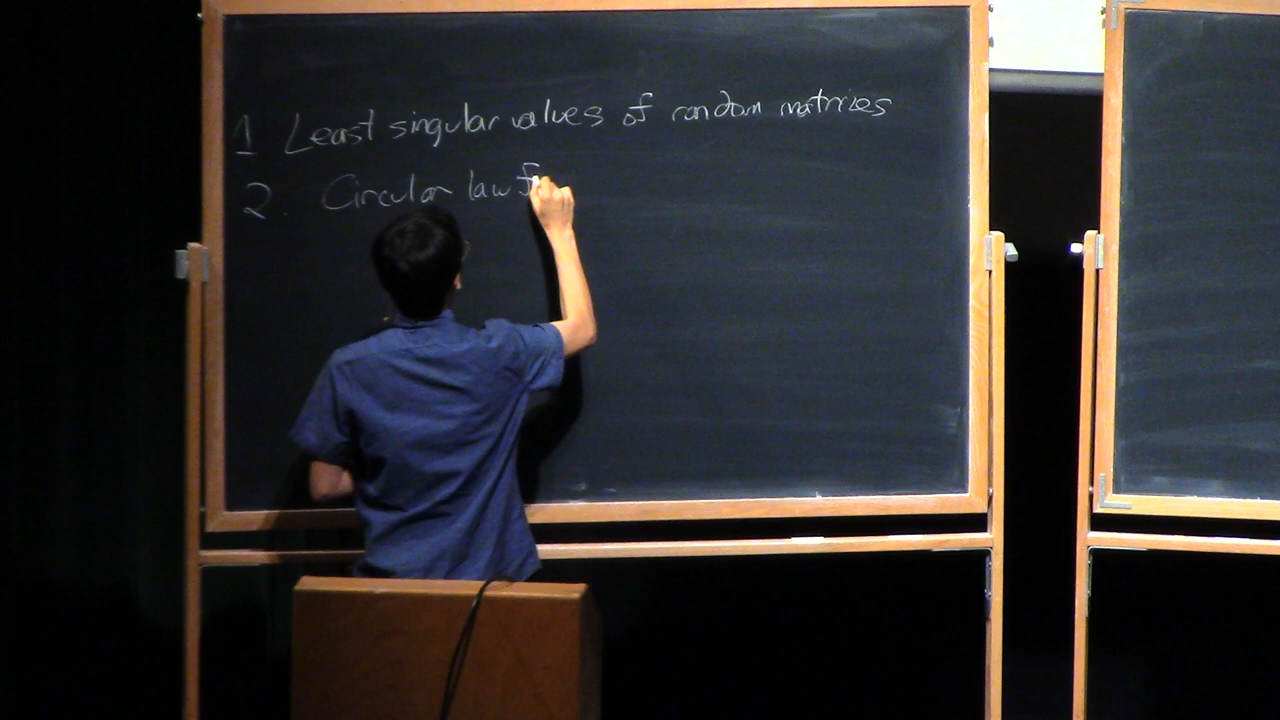 1 Least singular values of random matrices
2. Circular law f